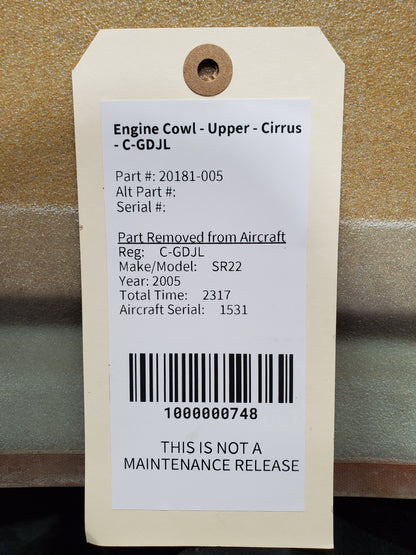 Engine Cowl - Upper - Cirrus
- C-GDJL
Part #: 20181-005
Alt Part #:
Serial #:
Part Removed from Aircraft
Reg: C-GDJL
Make/Model: SR22
Year: 2005
Total Time: 2317
Aircraft Serial: 1531
1000000748
THIS IS NOT A
MAINTENANCE RELEASE